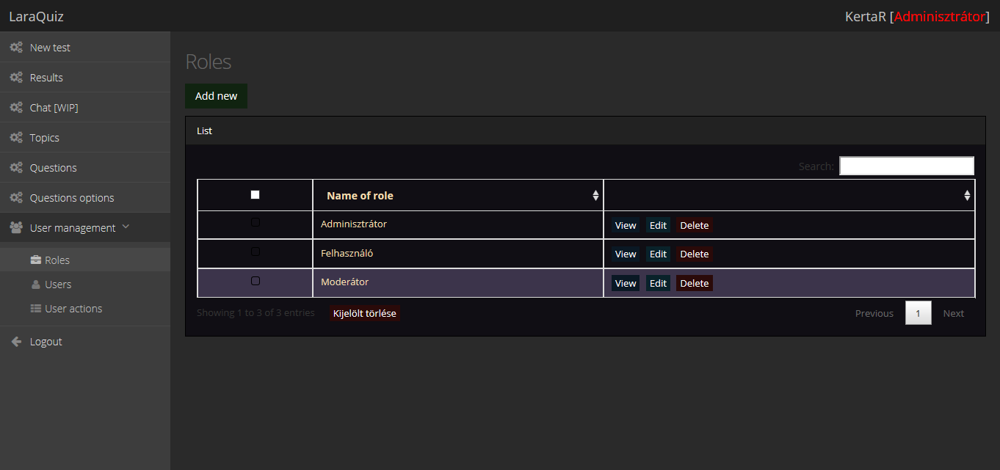 LaraQuiz
KertaR [Adminisztrátor]
New test
Results
Chat [WIP]
Topics
Questions
Questions options
User management
Roles
Users
User actions
Logout
Roles
Add new
List
Search:
Name of role
Adminisztrátor View Edit Delete
Felhasználó View Edit Delete
Moderátor View Edit Delete
Showing 1 to 3 of 3 entries Kijelölt törlése Previous 1 Next